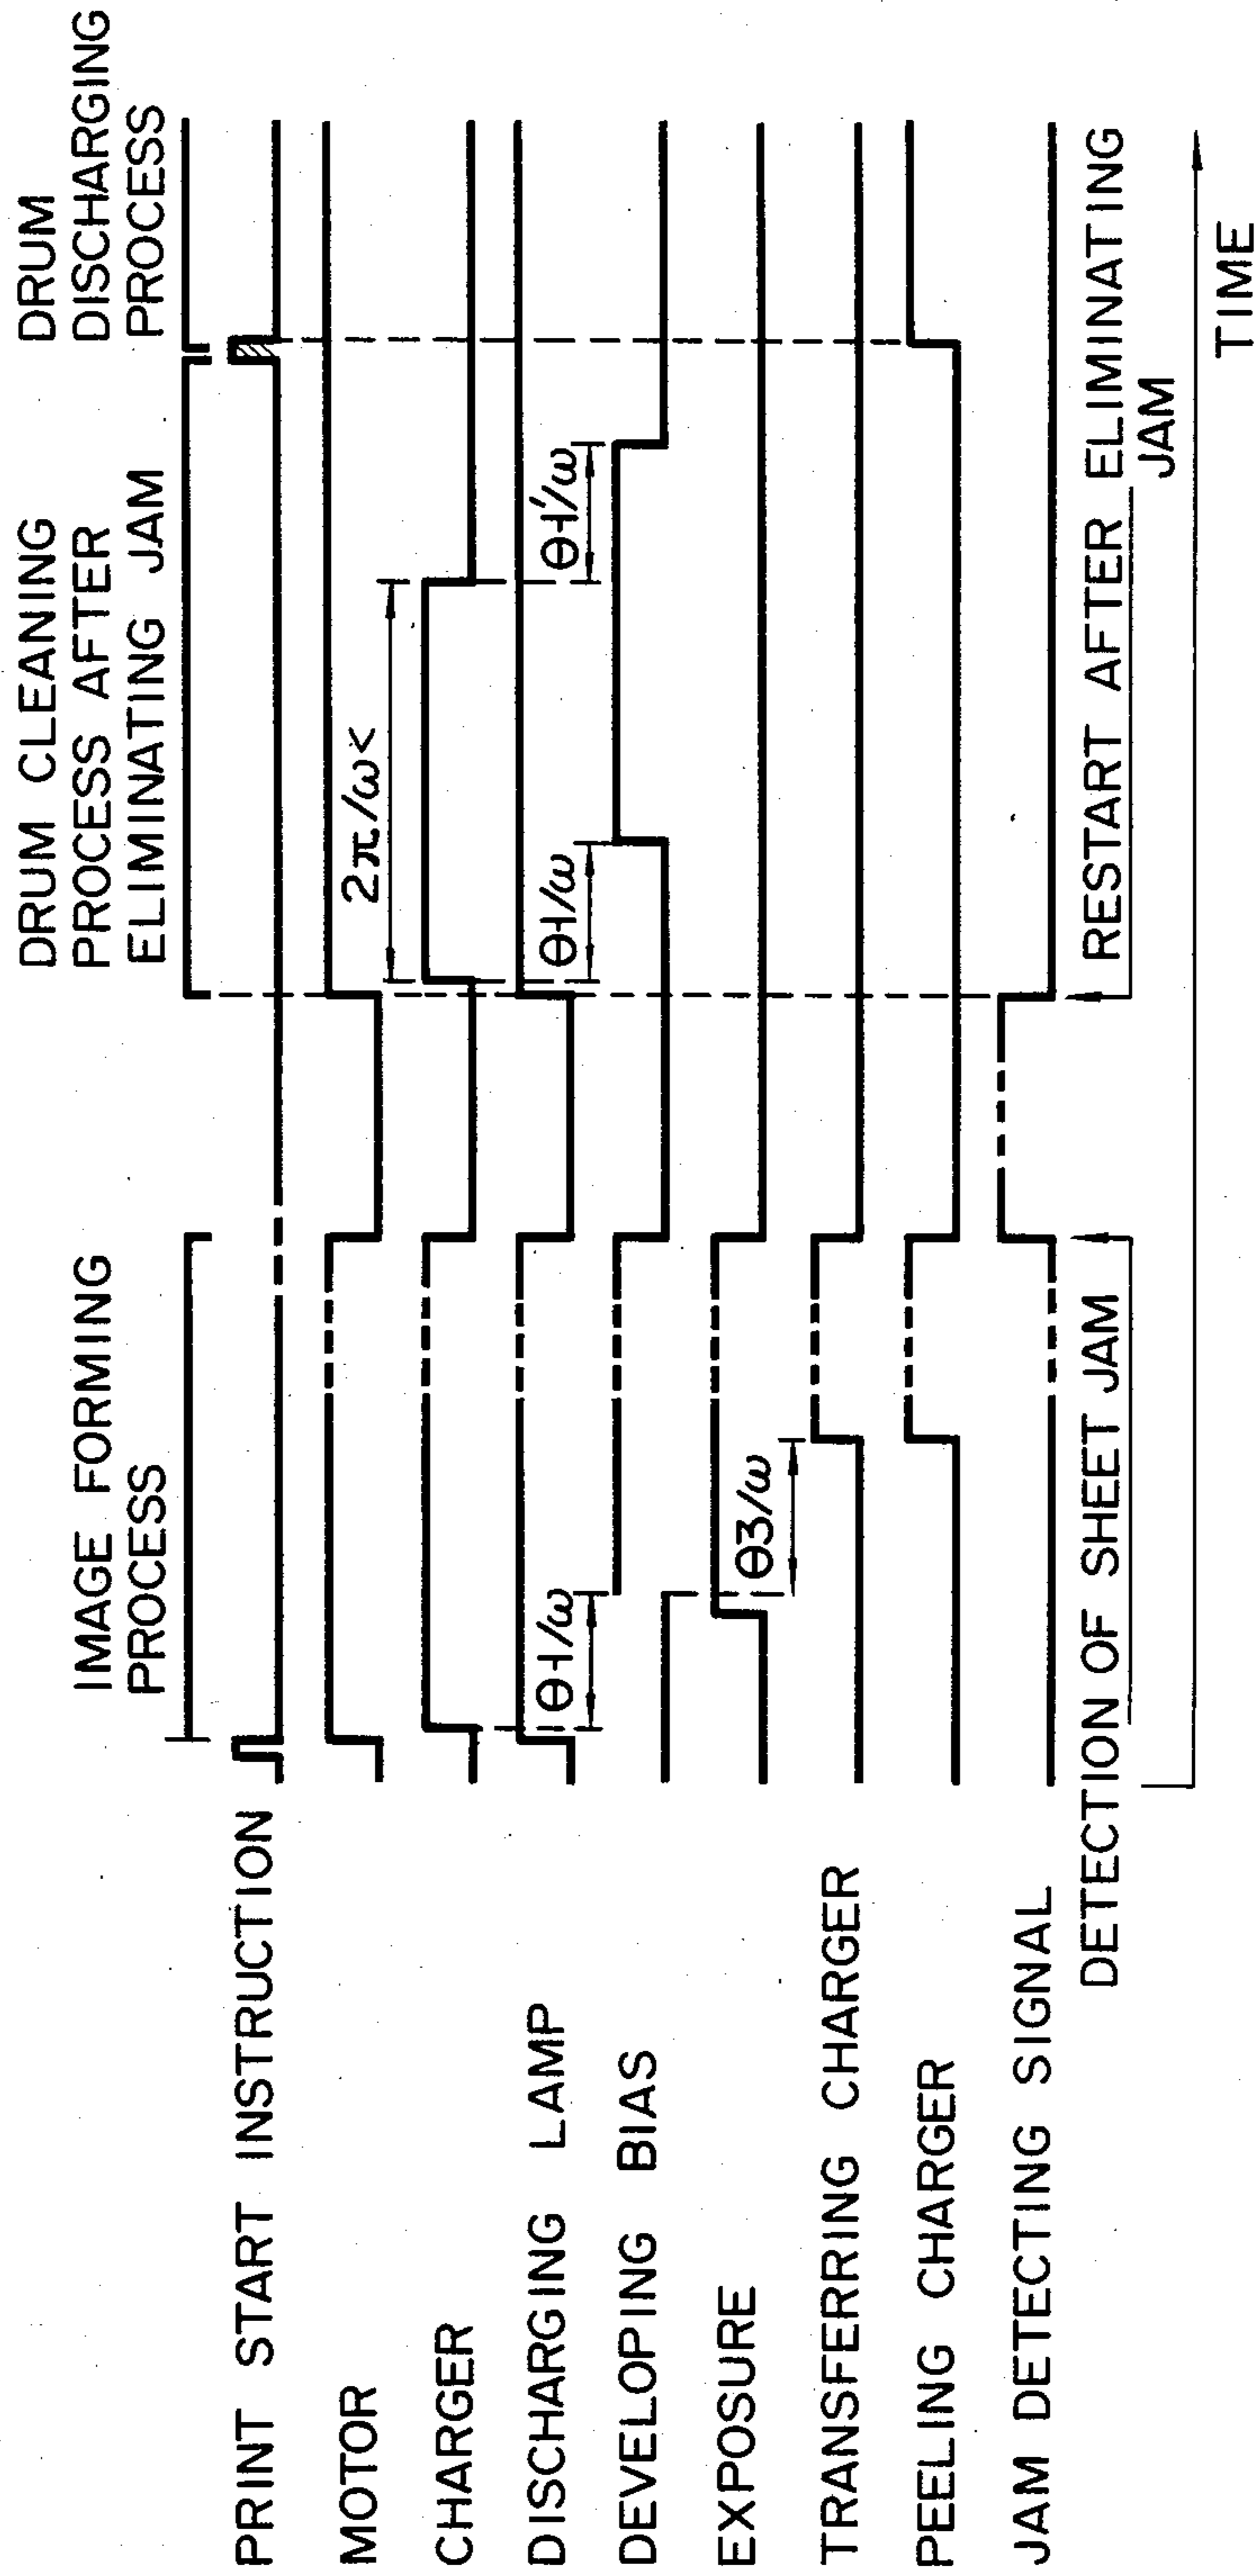 IMAGE FORMING
PROCESS
DRUM CLEANING
PROCESS AFTER
ELIMINATING JAM
DRUM
DISCHARGING
PROCESS
PRINT START INSTRUCTION
MOTOR
CHARGER
2π/ω<
DISCHARGING LAMP
θ1/ω
θ1/ω
θ1'/ω
DEVELOPING BIAS
EXPOSURE
θ3/ω
TRANSFERRING CHARGER
PEELING CHARGER
JAM DETECTING SIGNAL
DETECTION OF SHEET JAM
RESTART AFTER ELIMINATING
JAM
TIME